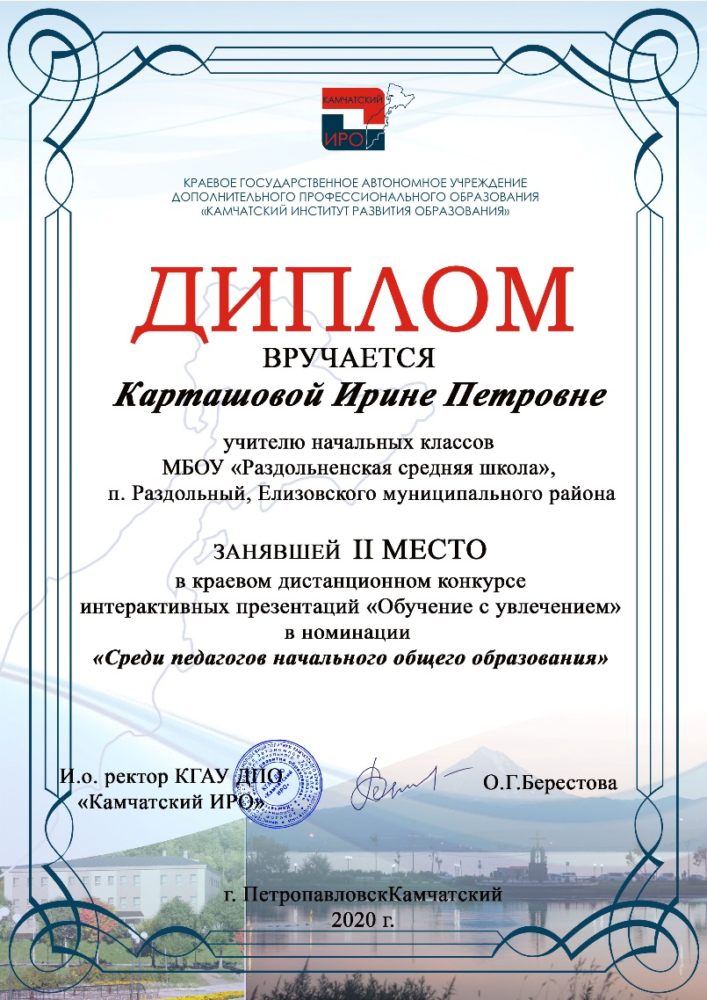 КАМЧАТСКИЙ
ИРО
КРАЕВОЕ ГОСУДАРСТВЕННОЕ АВТОНОМНОЕ УЧРЕЖДЕНИЕ
ДОПОЛНИТЕЛЬНОГО ПРОФЕССИОНАЛЬНОГО ОБРАЗОВАНИЯ
«КАМЧАТСКИЙ ИНСТИТУТ РАЗВИТИЯ ОБРАЗОВАНИЯ»
ДИПЛОМ
ВРУЧАЕТСЯ
Карташовой Ирине Петровне
учителю начальных классов
МБОУ «Раздольненская средняя школа»,
п. Раздольный, Елизовского муниципального района
ЗАНЯВШЕЙ II МЕСТО
в краевом дистанционном конкурсе
интерактивных презентаций «Обучение с увлечением»
в номинации
«Среди педагогов начального общего образования»
И.о. ректор КГАУ ДПО
«Камчатский ИРО»
О.Г.Берестова
г. ПетропавловскКамчатский
2020 г.